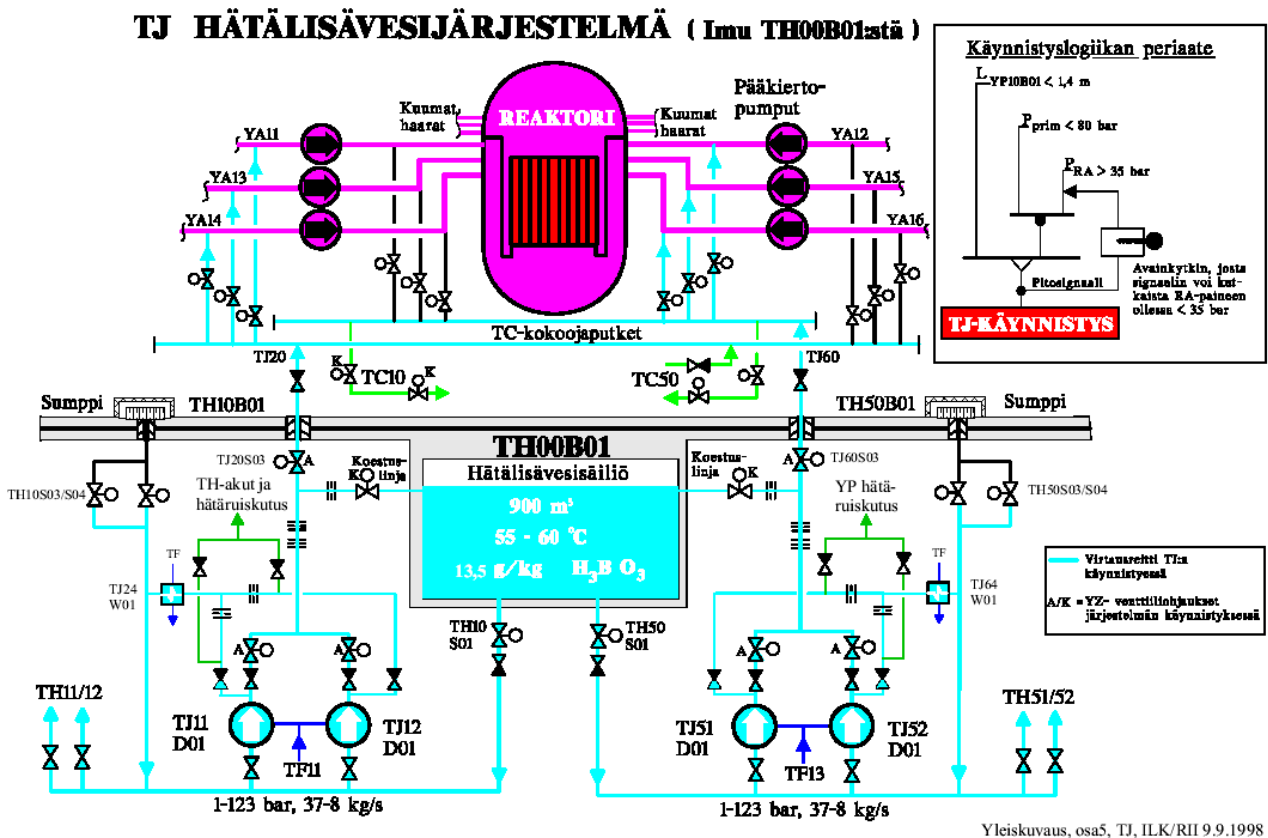 TJ HÄTÄLISÄVESIJÄRJESTELMÄ ( Imu TH00B01:stä )
Käynnistyslogiikan periaate
L YP10B01 < 1,4 m
P prim < 80 bar
P RA > 35 bar
Pitosignaali
Avainkytkin, josta
signaalin voi kat-
kaista RA-paineen
ollessa < 35 bar
TJ-KÄYNNISTYS
Kuumat
haarat
REAKTORI
Kuumat
haarat
Pääkierto-
pumput
YA11
YA13
YA14
YA12
YA15
YA16
TC-kokoojaputket
TJ20
TJ60
K
TC10
K
TC50
Sumppi
TH10B01
TH50B01
Sumppi
TH00B01
Hätälisävesisäiliö
900 m³
55 - 60 °C
13,5 g/kg H3B O3
TJ20S03
A
Koestus-
linja
K
TH10S03/S04
TH-akut ja
hätäruiskutus
Koestus-
linja
K
A
TJ60S03
YP hätä-
ruiskutus
TH50S03/S04
TF
TJ24
W01
TF
TJ64
W01
Virtausreitti TJ:n
käynnistyessä
A/K = YZ- venttiiliohjaukset
järjestelmän käynnistyksessä
TH10
S01
TH50
S01
A
A
A
A
TH11/12
TJ11
D01
TJ12
D01
TF11
TJ51
D01
TJ52
D01
TF13
TH51/52
1-123 bar, 37-8 kg/s
1-123 bar, 37-8 kg/s
Yleiskuvaus, osa5, TJ, ILK/RII 9.9.1998